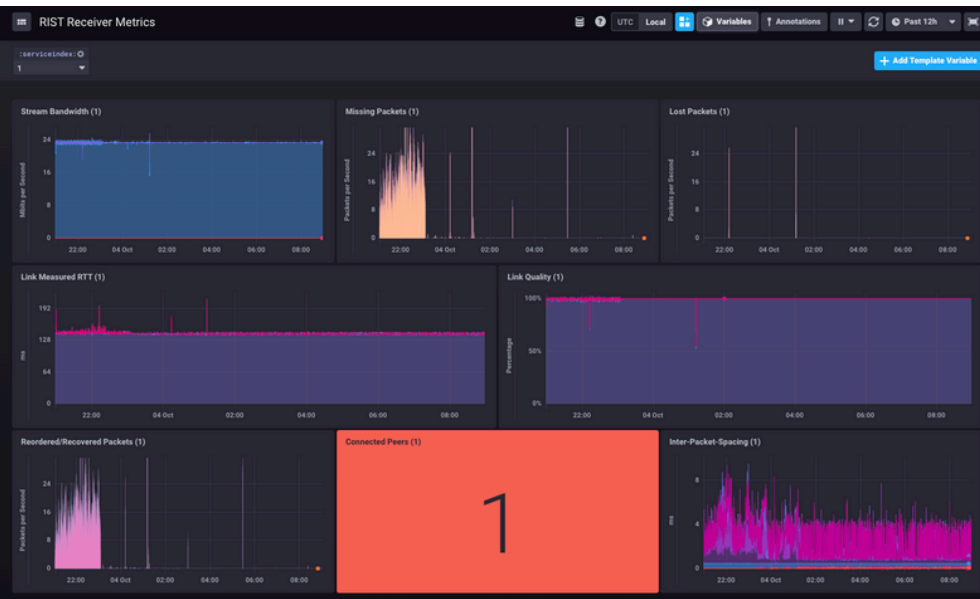 RIST Receiver Metrics
UTC Local Variables Annotations Past 12h
:serviceindex:
1
Add Template Variable
Stream Bandwidth (1)
Mbits per Second
24
16
8
0
22:00 04 Oct 02:00 04:00 06:00 08:00
Missing Packets (1)
Packets per Second
24
16
8
0
22:00 04 Oct 02:00 04:00 06:00 08:00
Lost Packets (1)
Packets per Second
24
16
8
0
22:00 04 Oct 02:00 04:00 06:00 08:00
Link Measured RTT (1)
ms
192
128
64
0
22:00 04 Oct 02:00 04:00 06:00 08:00
Link Quality (1)
Percentage
100%
50%
0%
22:00 04 Oct 02:00 04:00 06:00 08:00
Reordered/Recovered Packets (1)
Packets per Second
24
16
8
0
22:00 04 Oct 02:00 04:00 06:00 08:00
Connected Peers (1)
1
Inter-Packet-Spacing (1)
ms
8
4
0
22:00 04 Oct 02:00 04:00 06:00 08:00